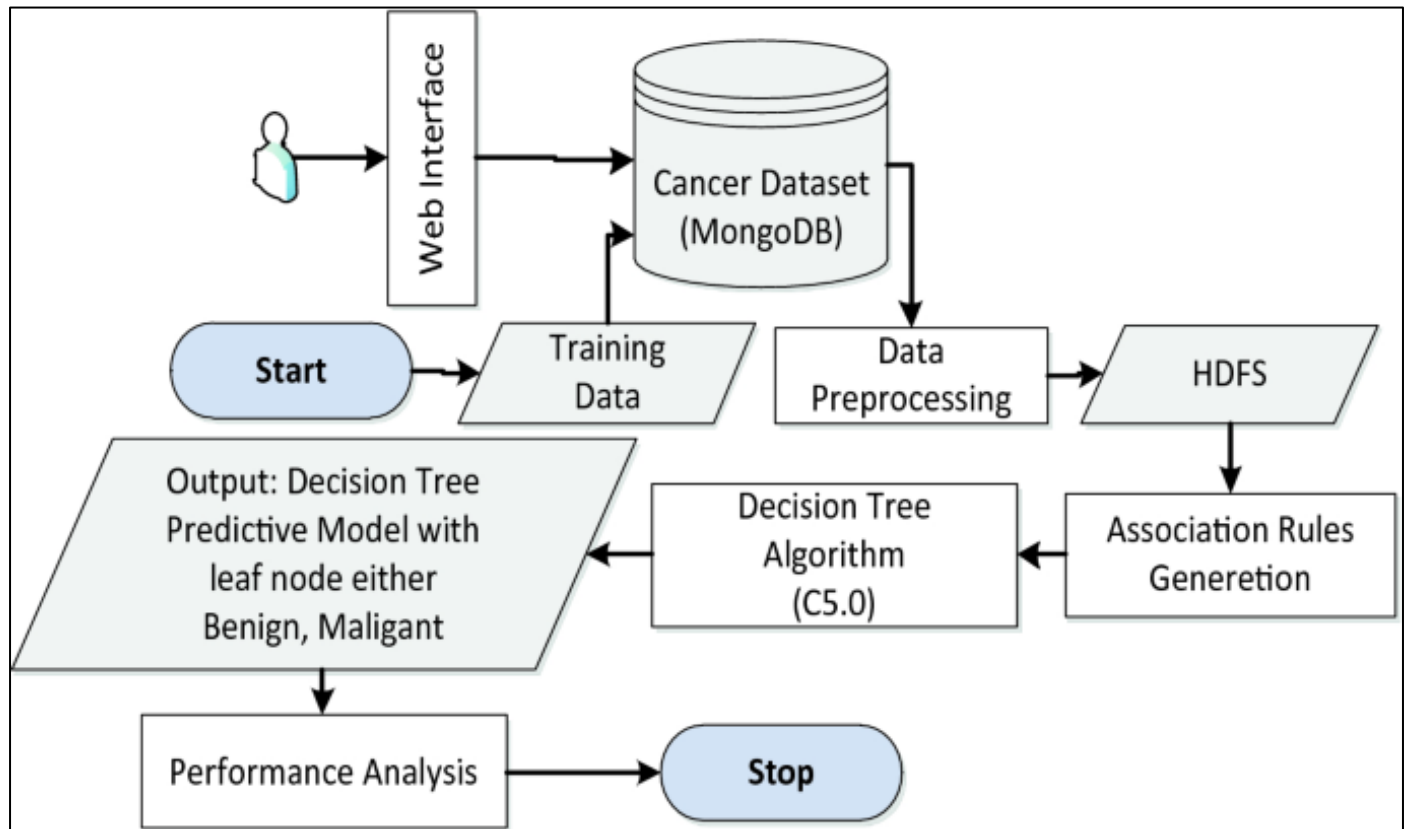 Web Interface
Cancer Dataset
(MongoDB)
Start
Training
Data
Data
Preprocessing
HDFS
Association Rules
Generetion
Decision Tree
Algorithm
(C5.0)
Output: Decision Tree
Predictive Model with
leaf node either
Benign, Maligant
Performance Analysis
Stop